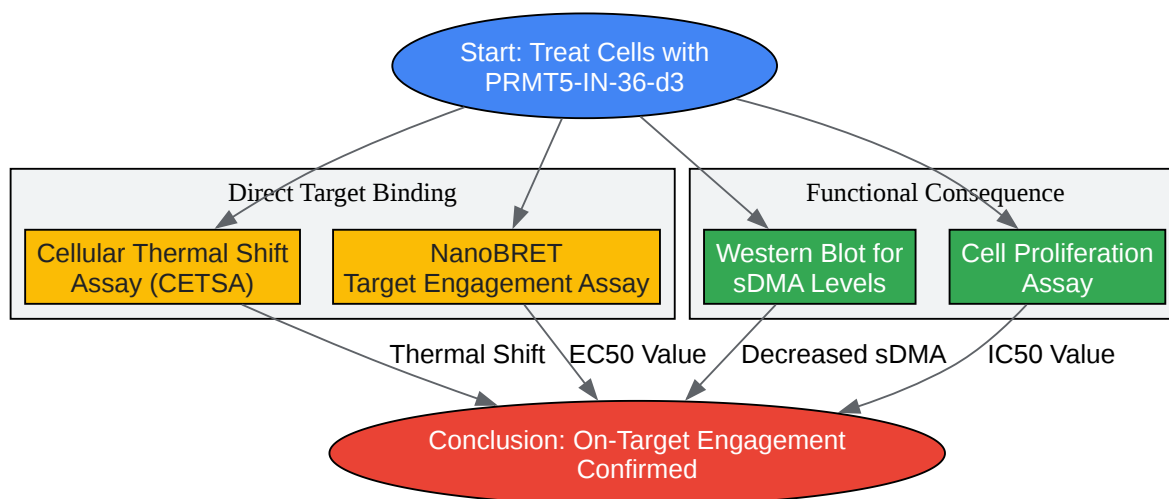 Start: Treat Cells with
PRMT5-IN-36-d3
Direct Target Binding
Functional Consequence
Cellular Thermal Shift
Assay (CETSA)
NanoBRET
Target Engagement Assay
Western Blot for
sDMA Levels
Cell Proliferation
Assay
Thermal Shift
EC50 Value
Decreased sDMA
IC50 Value
Conclusion: On-Target Engagement
Confirmed